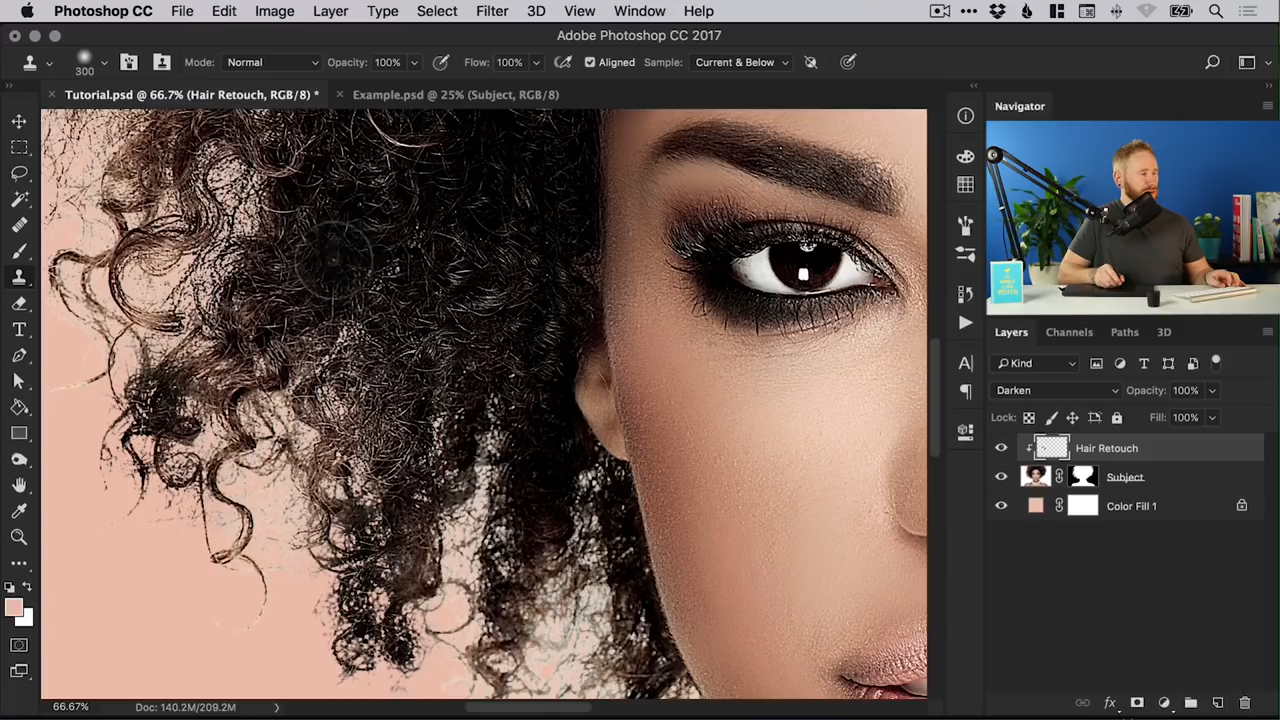 Photoshop CC File Edit Image Layer Type Select Filter 3D View Window Help
Adobe Photoshop CC 2017
300 Mode: Normal Opacity: 100% Flow: 100% Aligned Sample: Current & Below
Tutorial.psd @ 66.7% (Hair Retouch, RGB/8) * Example.psd @ 25% (Subject, RGB/8)
Navigator
Layers Channels Paths 3D
Kind
Darken Opacity: 100%
Lock: Fill: 100%
Hair Retouch
Subject
Color Fill 1
66.67% Doc: 140.2M/209.2M